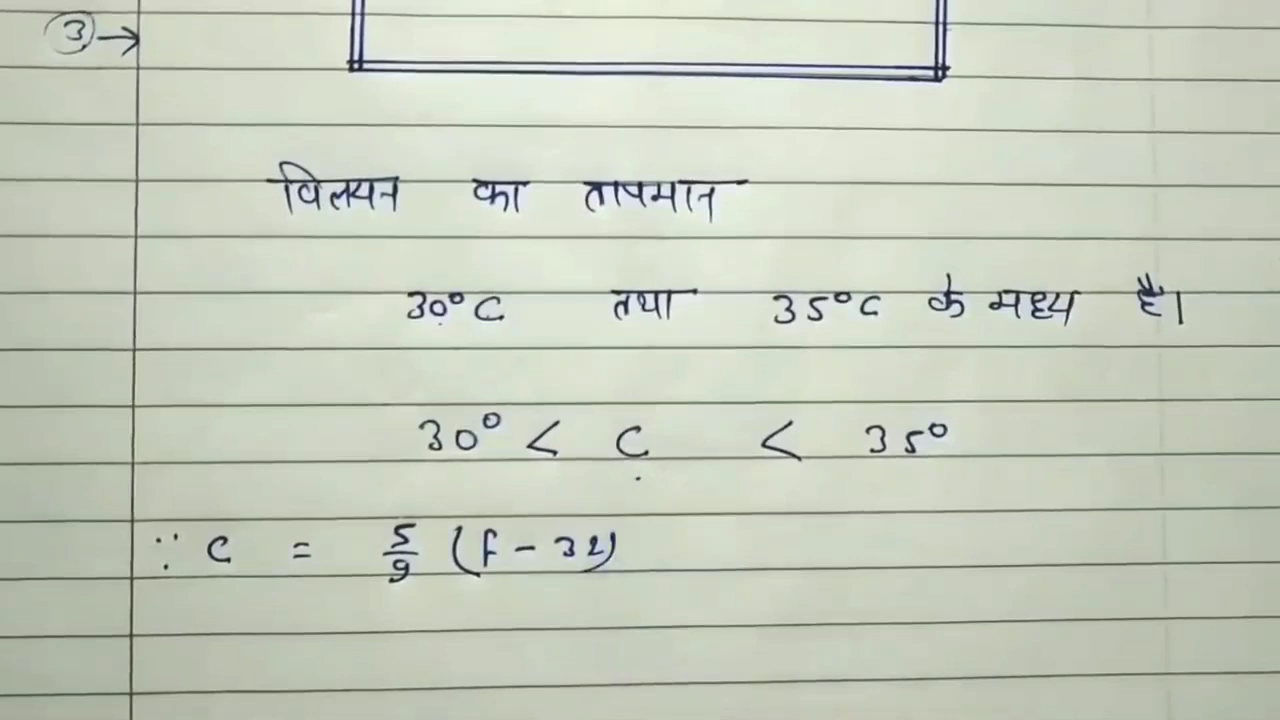 ③→
विलयन का तापमान
30°C तथा 35°C के मध्य है।
30° < C < 35°
∵ C = 5/9 (F - 32)